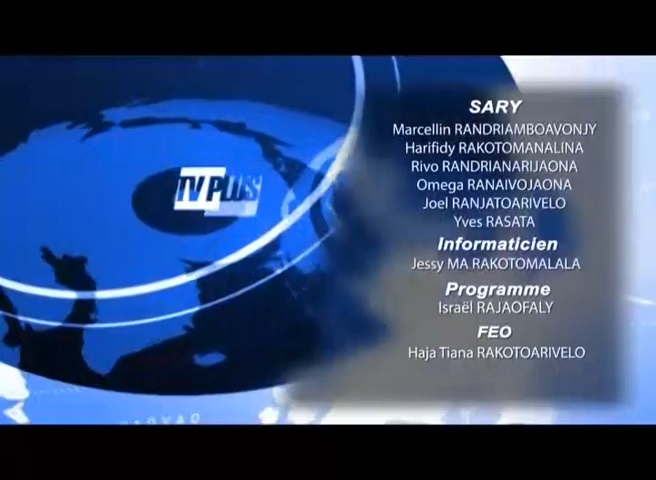 TV PLUS
SARY
Marcellin RANDRIAMBOAVONJY
Harifidy RAKOTOMANALINA
Rivo RANDRIANARIJAONA
Omega RANAIVOJAONA
Joel RANJATOARIVELO
Yves RASATA
Informaticien
Jessy MA RAKOTOMALALA
Programme
Israël RAJAOFALY
FEO
Haja Tiana RAKOTOARIVELO